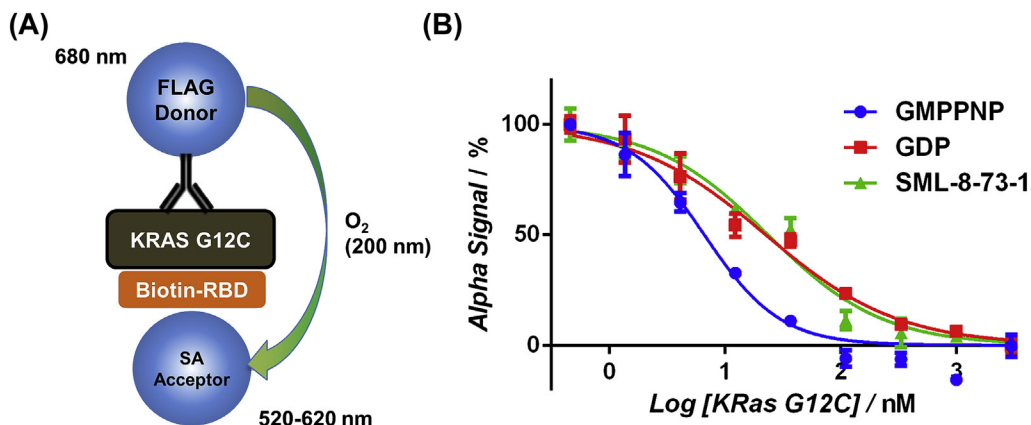 (A)
680 nm
FLAG
Donor
KRAS G12C
Biotin-RBD
O2
(200 nm)
SA
Acceptor
520-620 nm
(B)
GMPPNP
GDP
SML-8-73-1
Alpha Signal / %
100
50
0
0 1 2 3
Log [KRas G12C] / nM